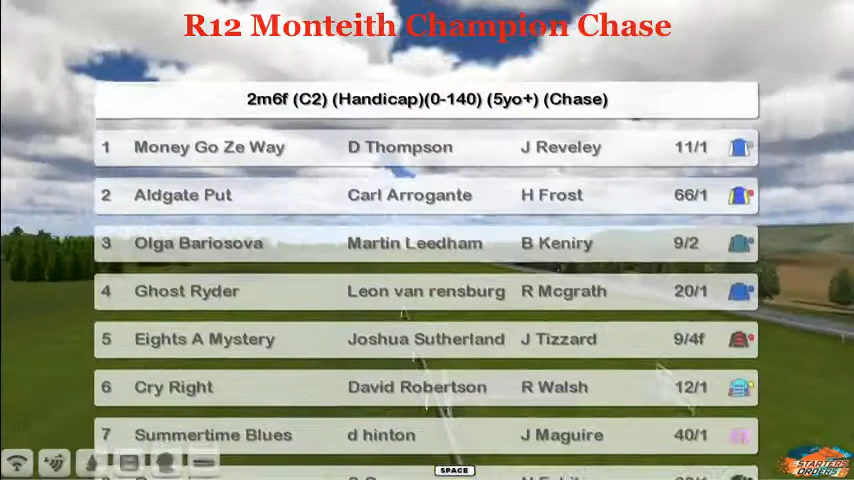 R12 Monteith Champion Chase
2m6f (C2) (Handicap)(0-140) (5yo+) (Chase)
1 Money Go Ze Way D Thompson J Reveley 11/1
2 Aldgate Put Carl Arrogante H Frost 66/1
3 Olga Bariosova Martin Leedham B Keniry 9/2
4 Ghost Ryder Leon van rensburg R Mcgrath 20/1
5 Eights A Mystery Joshua Sutherland J Tizzard 9/4f
6 Cry Right David Robertson R Walsh 12/1
7 Summertime Blues d hinton J Maguire 40/1
SPACE
STARTERS
ORDERS